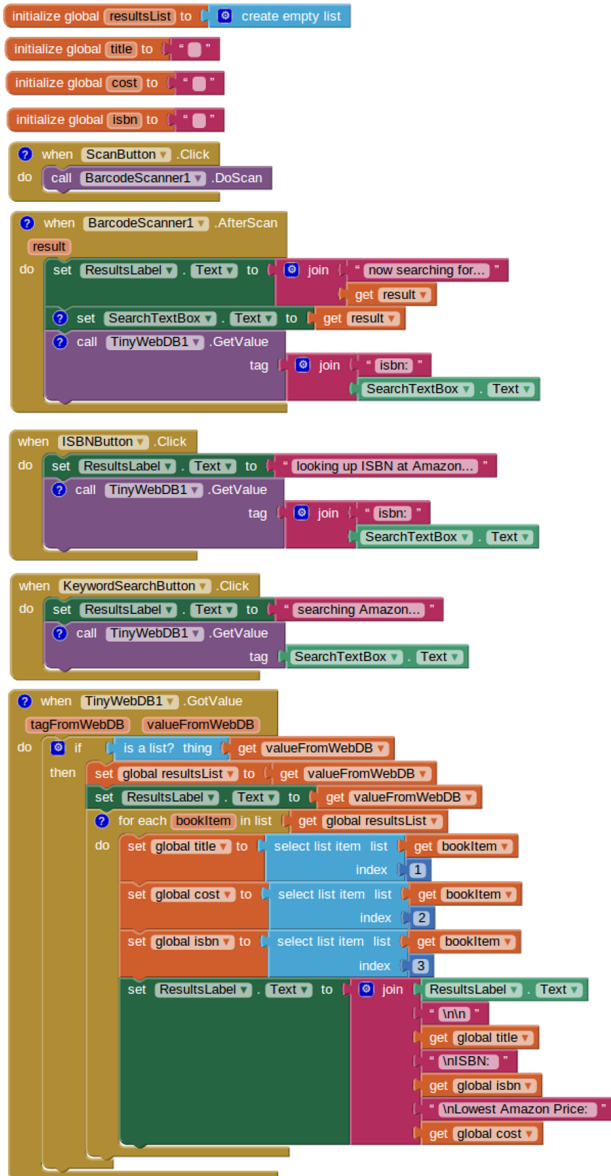 initialize global resultsList to create empty list
initialize global title to “ ”
initialize global cost to “ ”
initialize global isbn to “ ”
? when ScanButton .Click
do call BarcodeScanner1 .DoScan
? when BarcodeScanner1 .AfterScan
result
do set ResultsLabel . Text to join “ now searching for... ”
get result
? set SearchTextBox . Text to get result
? call TinyWebDB1 .GetValue
tag join “ isbn: ”
SearchTextBox . Text
when ISBNButton .Click
do set ResultsLabel . Text to “ looking up ISBN at Amazon... ”
? call TinyWebDB1 .GetValue
tag join “ isbn: ”
SearchTextBox . Text
when KeywordSearchButton .Click
do set ResultsLabel . Text to “ searching Amazon... ”
? call TinyWebDB1 .GetValue
tag SearchTextBox . Text
? when TinyWebDB1 .GotValue
tagFromWebDB valueFromWebDB
do if is a list? thing get valueFromWebDB
then set global resultsList to get valueFromWebDB
set ResultsLabel . Text to get valueFromWebDB
? for each bookItem in list get global resultsList
do set global title to select list item list get bookItem
index 1
set global cost to select list item list get bookItem
index 2
set global isbn to select list item list get bookItem
index 3
set ResultsLabel . Text to join ResultsLabel . Text
“ \n\n ”
get global title
“ \nISBN: ”
get global isbn
“ \nLowest Amazon Price: ”
get global cost